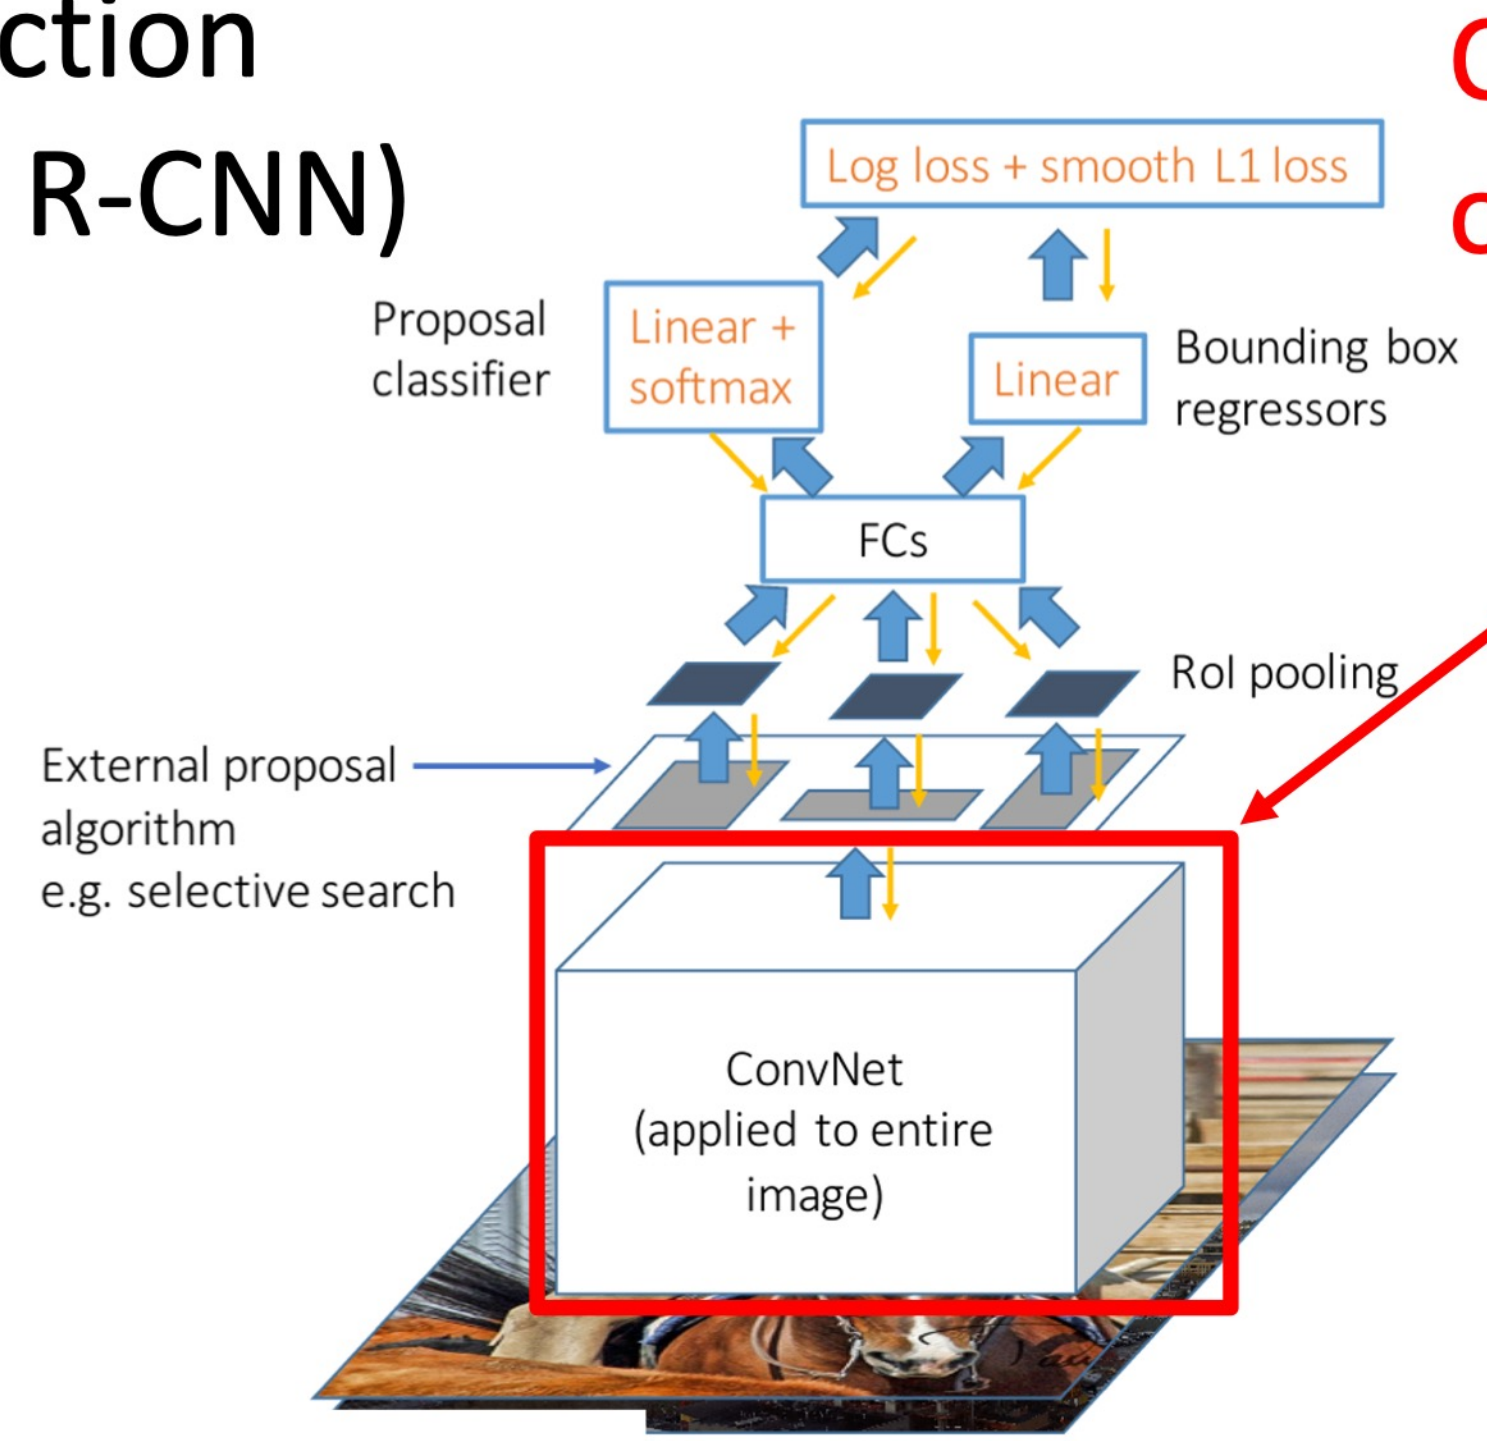 ction
R-CNN)
Log loss + smooth L1 loss
Proposal
classifier
Linear +
softmax
Linear
Bounding box
regressors
FCs
RoI pooling
External proposal
algorithm
e.g. selective search
ConvNet
(applied to entire
image)